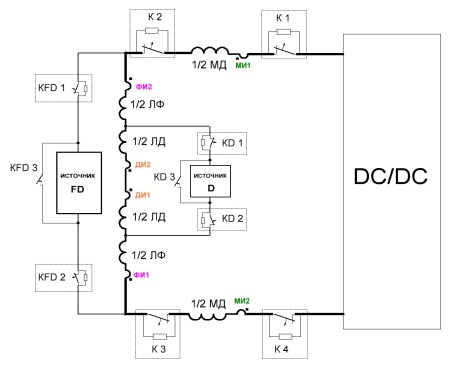 К 2
К 1
1/2 МД
МИ1
KFD 1
ФИ2
1/2 ЛФ
1/2 ЛД
KD 1
KFD 3
ИСТОЧНИК
FD
ДИ2
KD 3
ИСТОЧНИК
D
DC/DC
ДИ1
1/2 ЛД
KD 2
1/2 ЛФ
KFD 2
ФИ1
1/2 МД
МИ2
К 3
К 4